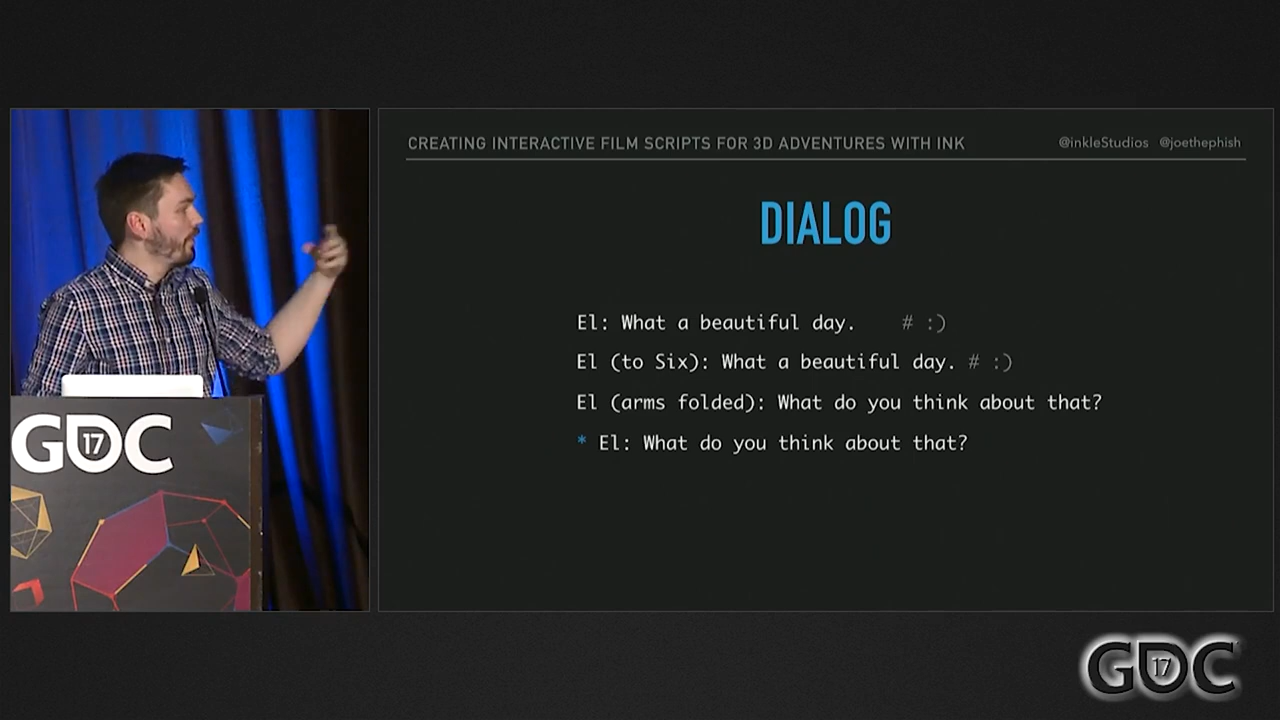 CREATING INTERACTIVE FILM SCRIPTS FOR 3D ADVENTURES WITH INK @inkleStudios @joethephish
DIALOG
El: What a beautiful day. # :)
El (to Six): What a beautiful day. # :)
El (arms folded): What do you think about that?
* El: What do you think about that?
GDC 17
GDC 17